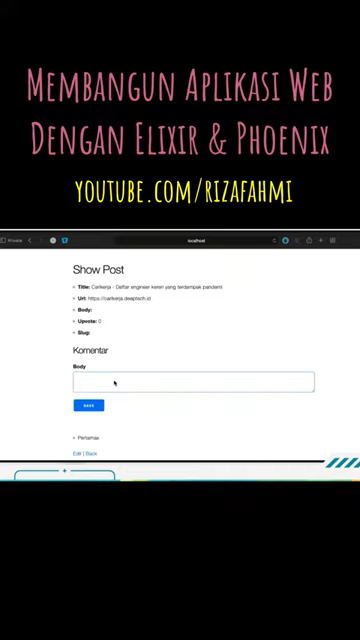 Membangun Aplikasi Web
Dengan Elixir & Phoenix
youtube.com/rizafahmi
Private
localhost
Show Post
Title: Carikerja - Daftar engineer keren yang terdampak pandemi
Url: https://carikerja.deeptech.id
Body:
Upvote: 0
Slug:
Komentar
Body
SAVE
Pertamax
Edit | Back